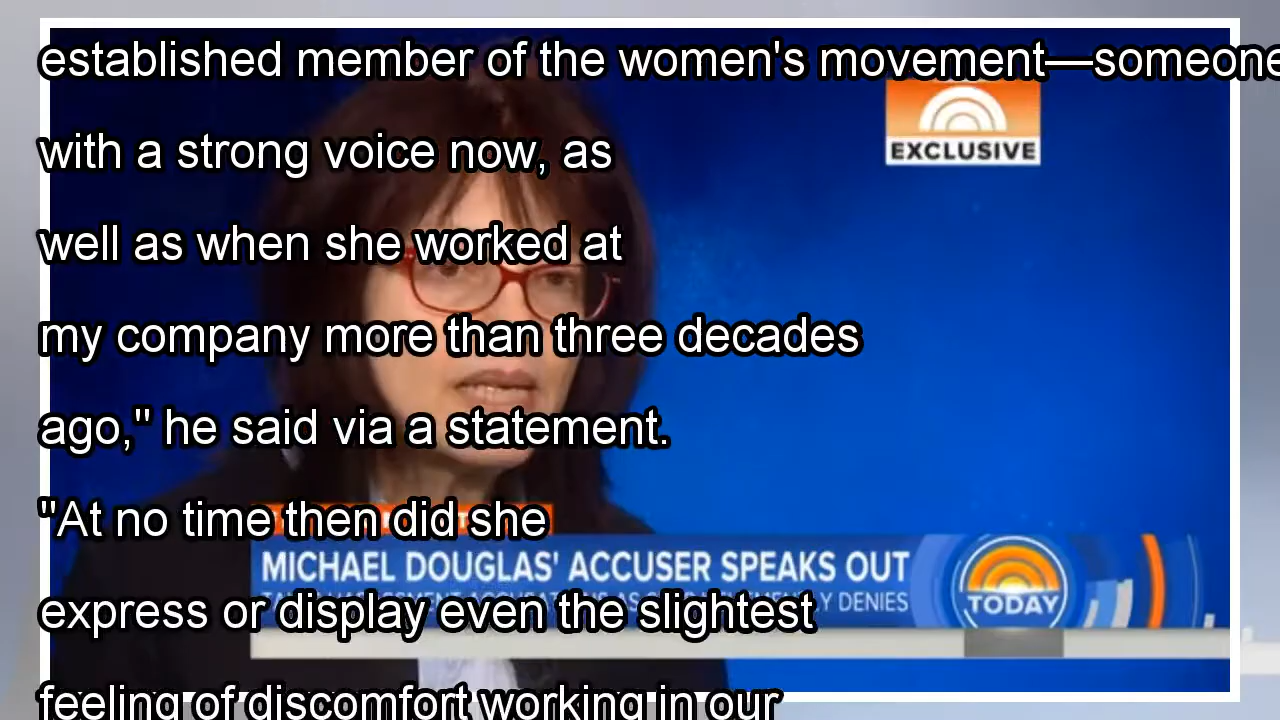 established member of the women's movement—someone
with a strong voice now, as
EXCLUSIVE
well as when she worked at
my company more than three decades
ago," he said via a statement.
"At no time then did she
MICHAEL DOUGLAS' ACCUSER SPEAKS OUT
DENIES
TODAY
express or display even the slightest
feeling of discomfort working in our